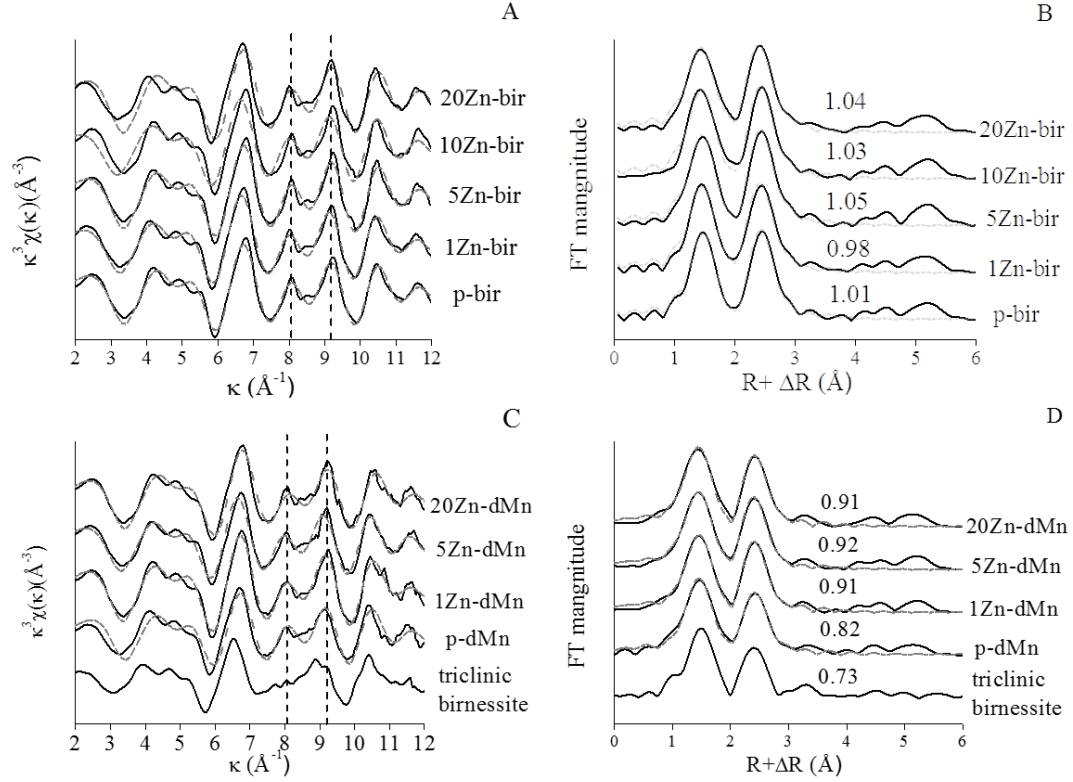 A
20Zn-bir
10Zn-bir
5Zn-bir
1Zn-bir
p-bir
κ³χ(κ)(Å⁻³)
2 3 4 5 6 7 8 9 10 11 12
κ (Å⁻¹)
B
1.04
20Zn-bir
1.03
10Zn-bir
1.05
5Zn-bir
0.98
1Zn-bir
1.01
p-bir
FT mangnitude
0 1 2 3 4 5 6
R+ ΔR (Å)
C
20Zn-dMn
5Zn-dMn
1Zn-dMn
p-dMn
triclinic
birnessite
κ³χ(κ)(Å⁻³)
2 3 4 5 6 7 8 9 10 11 12
κ (Å⁻¹)
D
0.91
20Zn-dMn
0.92
5Zn-dMn
0.91
1Zn-dMn
0.82
p-dMn
0.73
triclinic
birnessite
FT mangnitude
0 1 2 3 4 5 6
R+ΔR (Å)